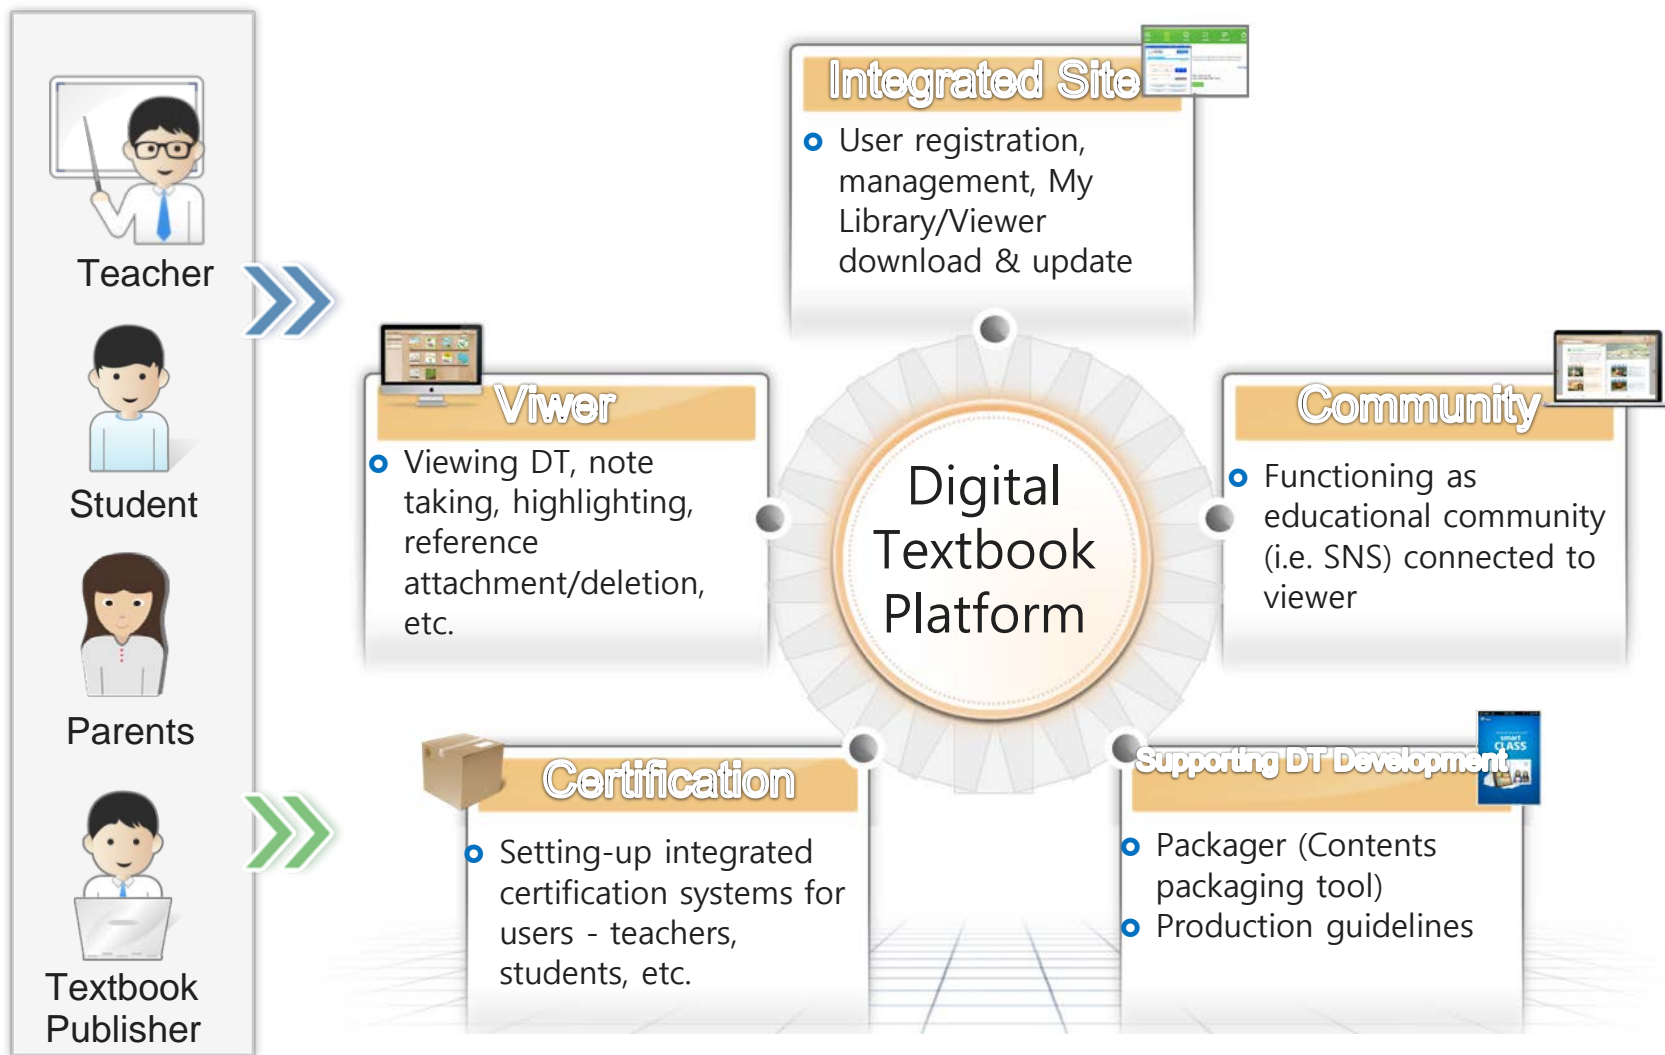 Teacher
Student
Parents
Textbook
Publisher
Integrated Site
User registration,
management, My
Library/Viewer
download & update
Viwer
Viewing DT, note
taking, highlighting,
reference
attachment/deletion,
etc.
Digital
Textbook
Platform
Community
Functioning as
educational community
(i.e. SNS) connected to
viewer
Certification
Setting-up integrated
certification systems for
users - teachers,
students, etc.
Supporting DT Development
smart
CLASS
Packager (Contents
packaging tool)
Production guidelines